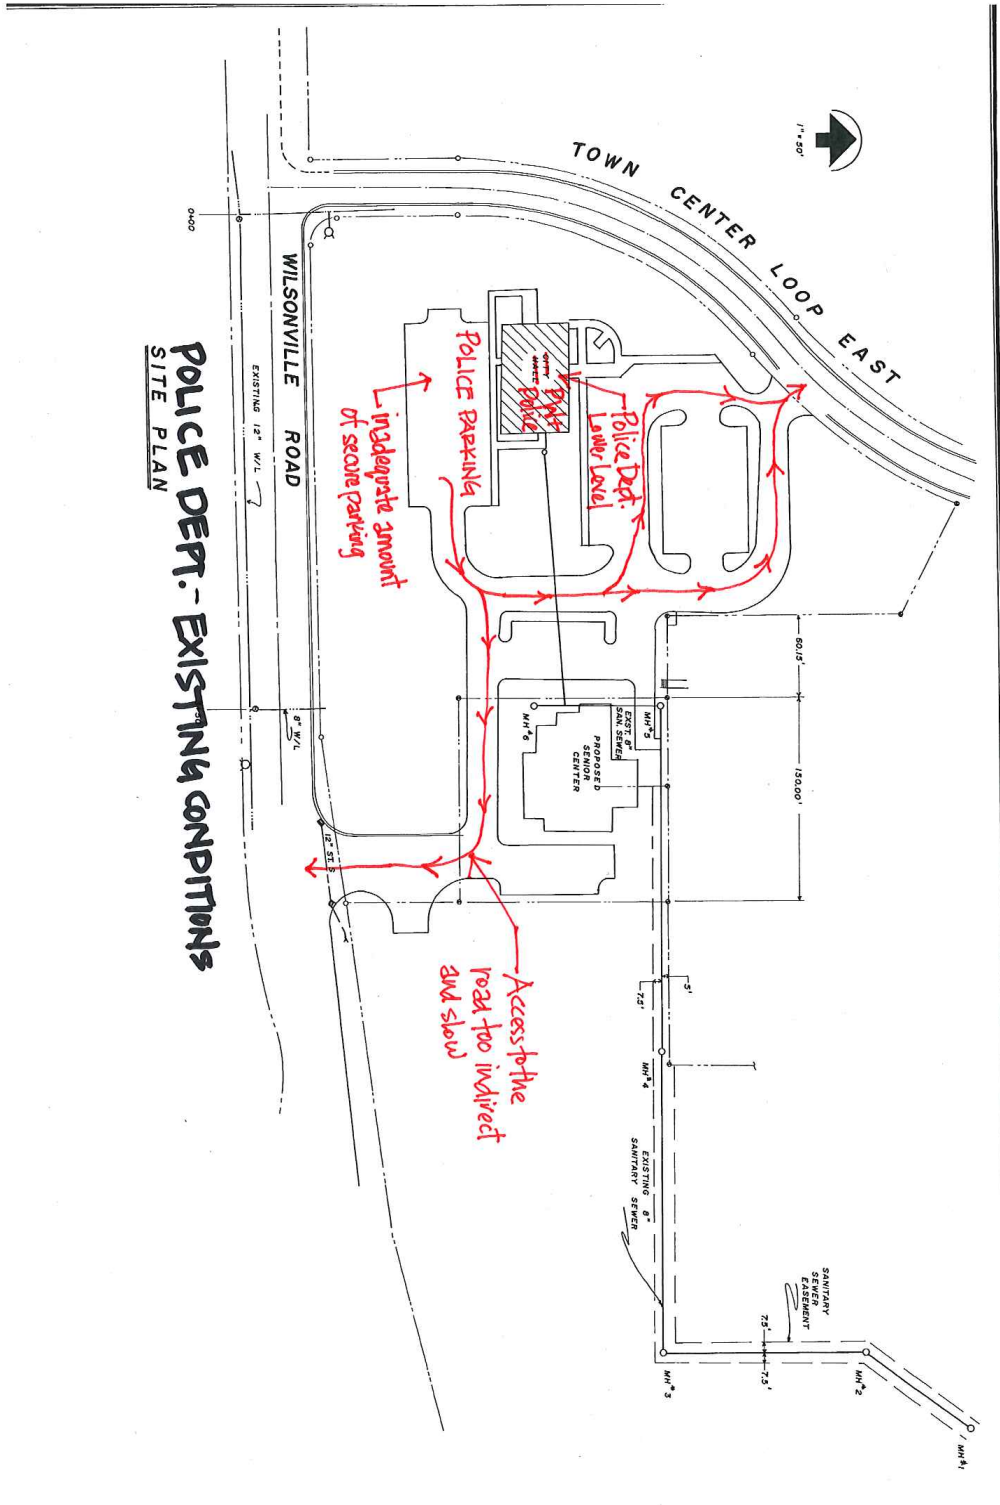 1" = 50'
TOWN CENTER LOOP EAST
WILSONVILLE ROAD
0+00
EXISTING 12" W/L
8" W/L
12" ST. S
POLICE PARKING
CITY
HALL
PW+
Police
Police Dept.
Lower Level
inadequate amount
of secure parking
60.15'
150.00'
MH#5
EXST. 8"
SAN. SEWER
MH#6
PROPOSED
SENIOR
CENTER
Access to the
road too indirect
and slow
5'
7.5'
MH#4
EXISTING 8"
SANITARY SEWER
SANITARY
SEWER
EASEMENT
7.5'
7.5'
MH#3
MH#2
MH#1
POLICE DEPT. - EXISTING CONDITIONS
SITE PLAN